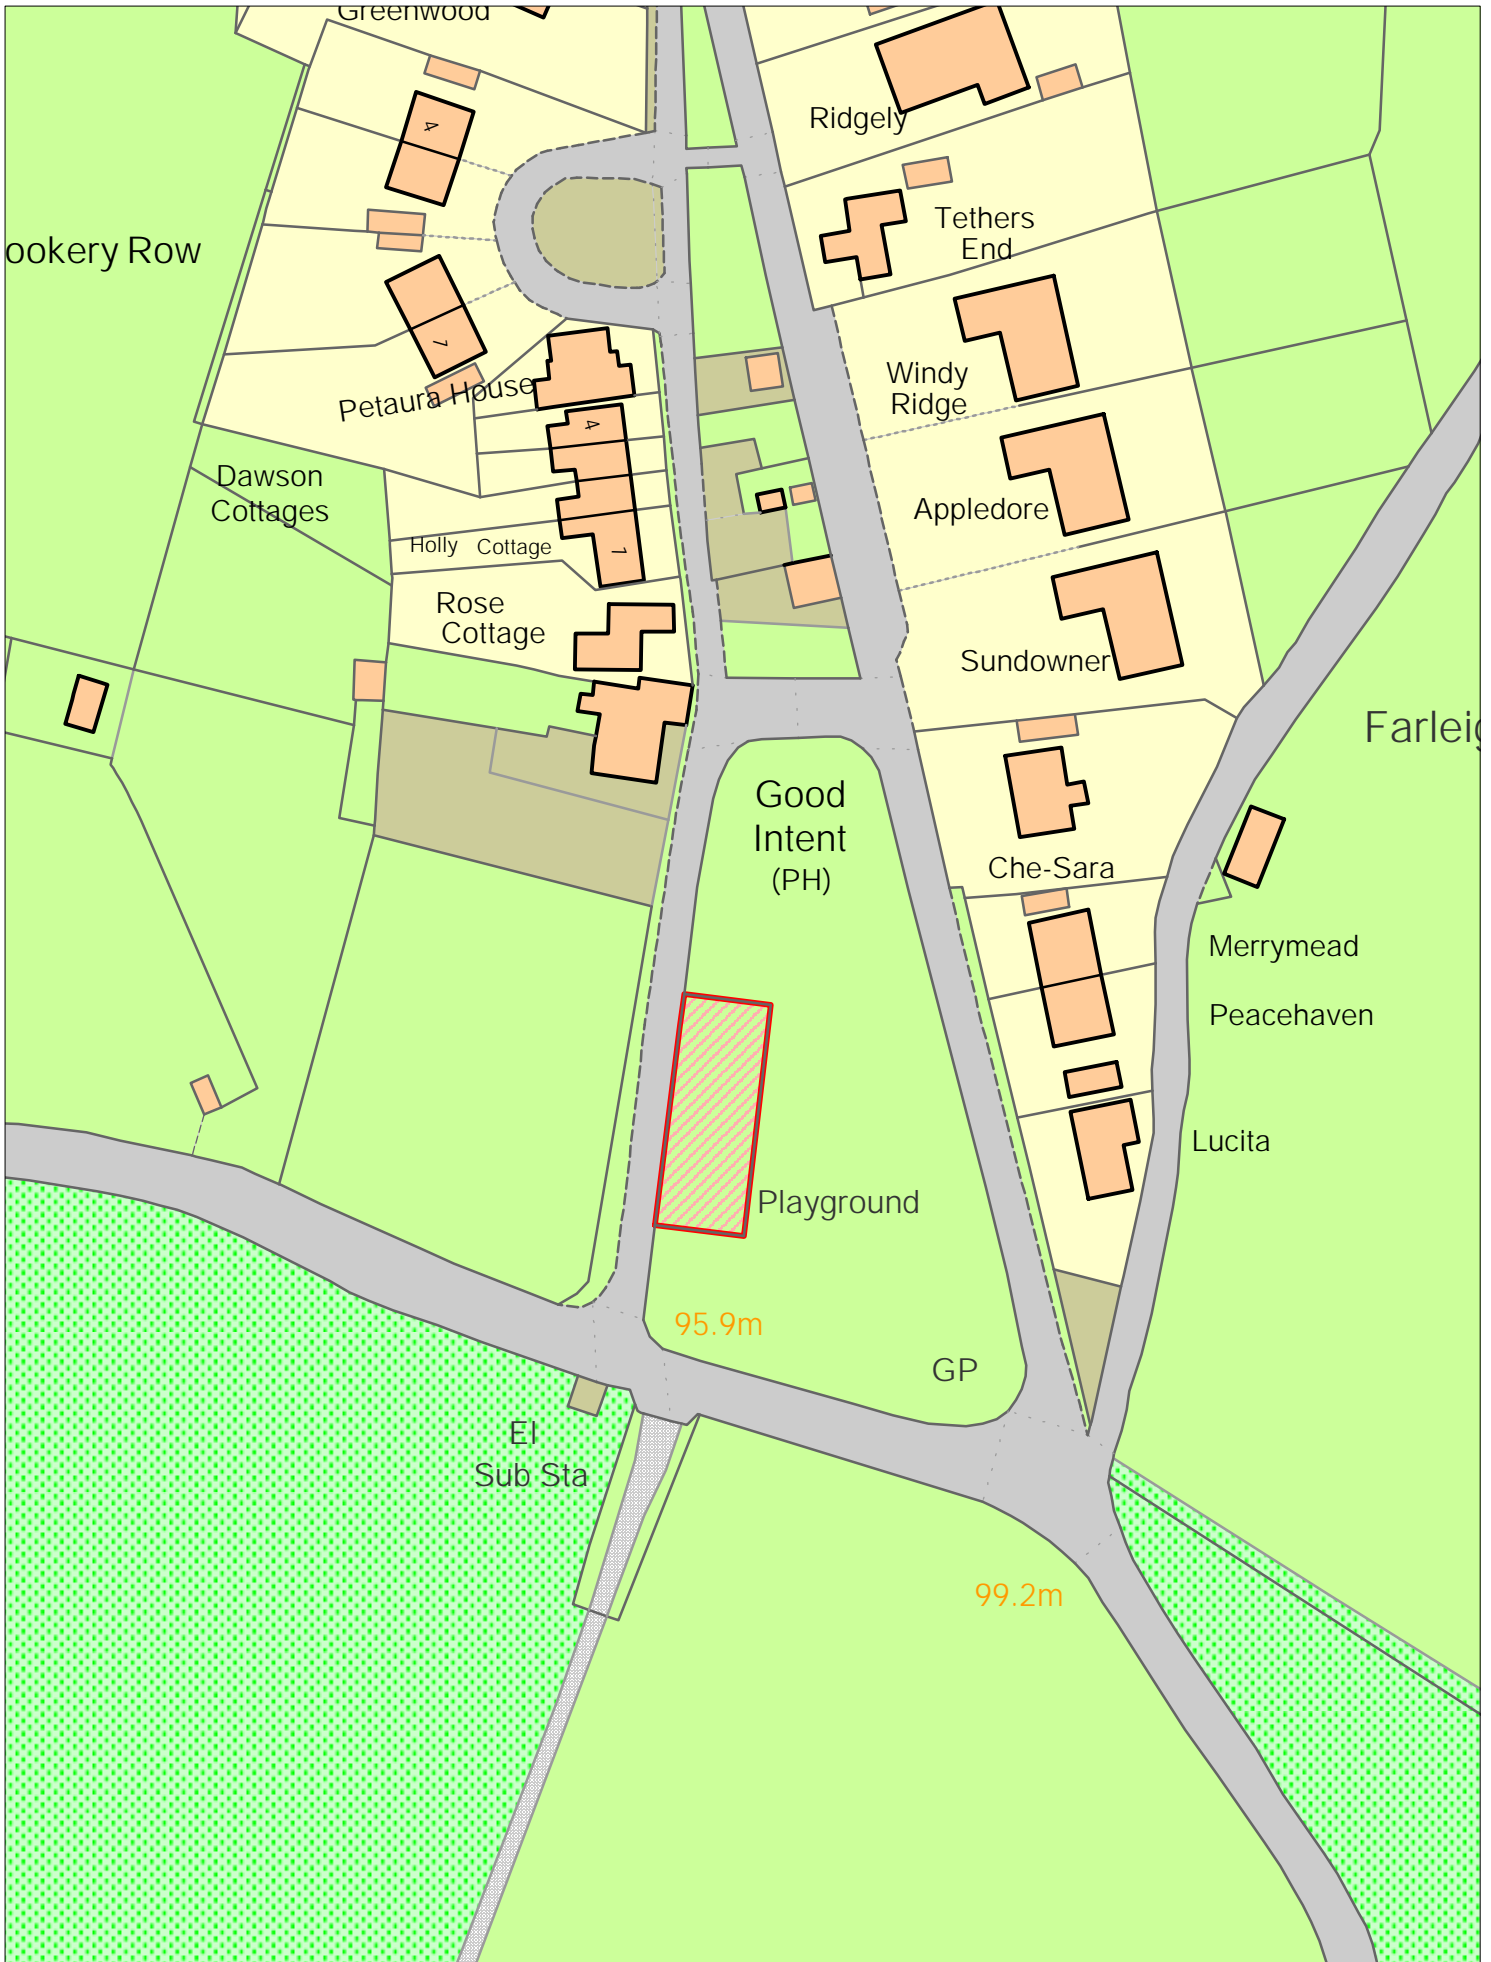 Greenwood
Ridgely
4
Tethers
End
ookery Row
7
Petaura House
Windy
Ridge
4
Dawson
Cottages
Appledore
Holly Cottage
1
Rose
Cottage
Sundowner
Farleig
Good
Intent
(PH)
Che-Sara
Merrymead
Peacehaven
Lucita
Playground
95.9m
GP
El
Sub Sta
99.2m